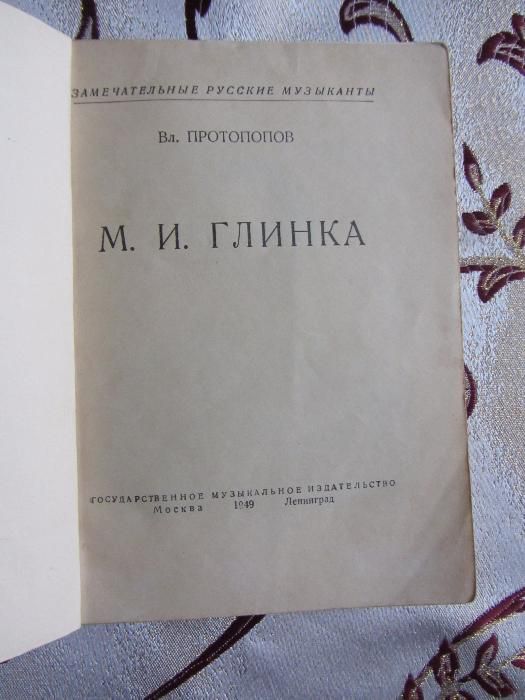 ЗАМЕЧАТЕЛЬНЫЕ РУССКИЕ МУЗЫКАНТЫ
Вл. ПРОТОПОПОВ
М. И. ГЛИНКА
ГОСУДАРСТВЕННОЕ МУЗЫКАЛЬНОЕ ИЗДАТЕЛЬСТВО
Москва 1949 Ленинград